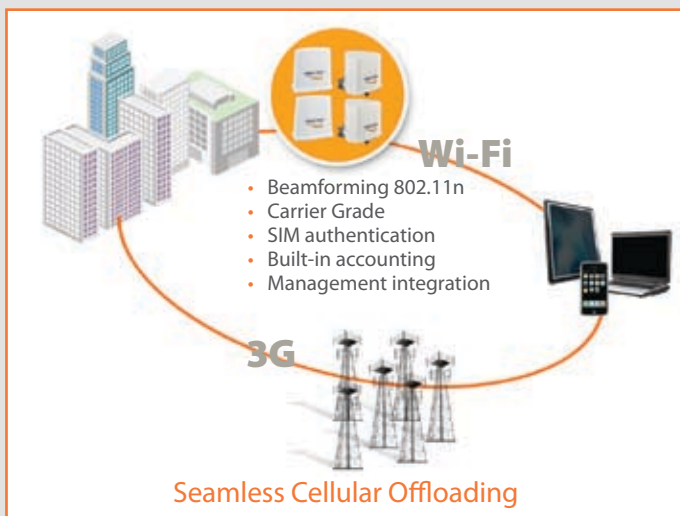 Wi-Fi
• Beamforming 802.11n
• Carrier Grade
• SIM authentication
• Built-in accounting
• Management integration
3G
Seamless Cellular Offloading